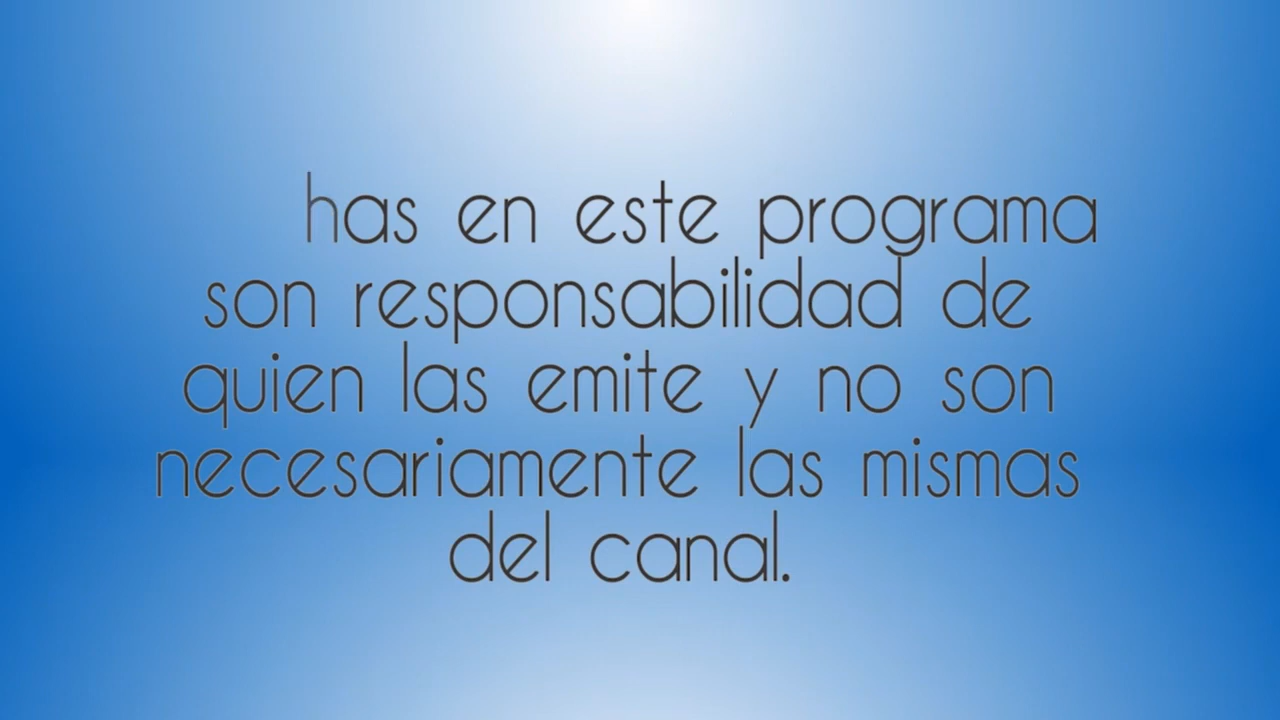 has en este programa
son responsabilidad de
quien las emite y no son
necesariamente las mismas
del canal.